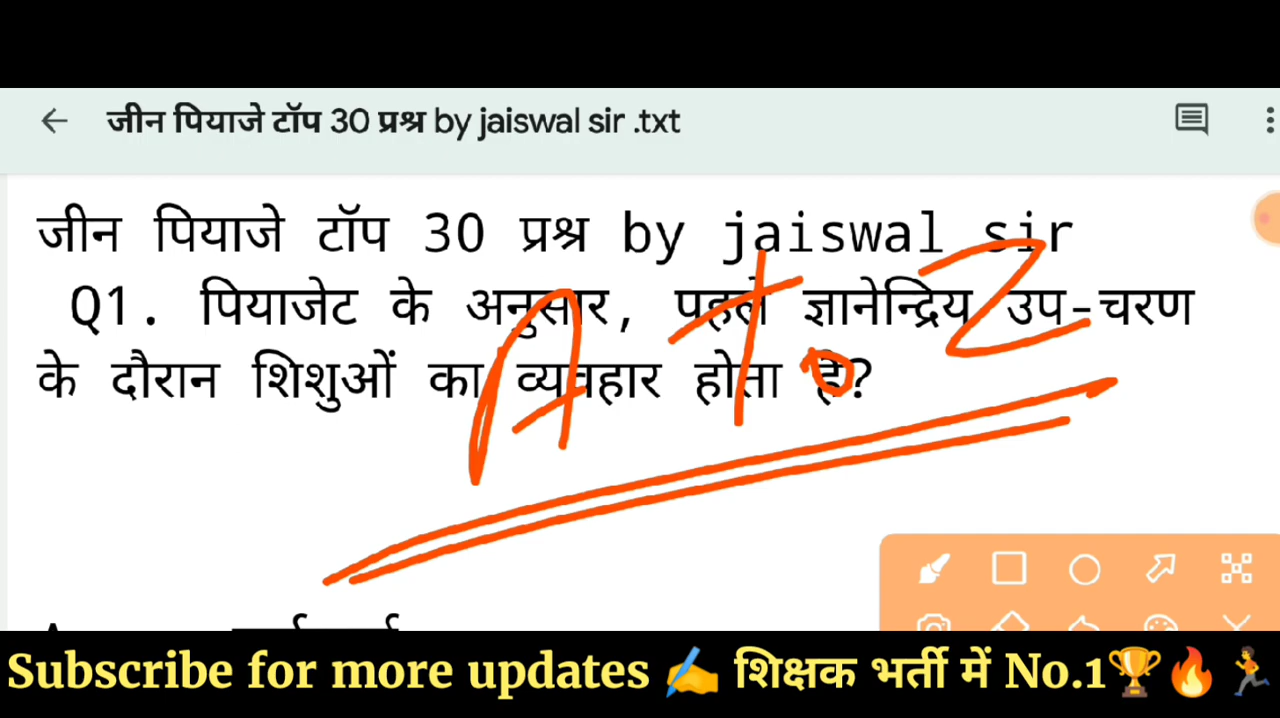 जीन पियाजे टॉप 30 प्रश्न by jaiswal sir .txt
जीन पियाजे टॉप 30 प्रश्न by jaiswal sir
Q1. पियाजेट के अनुसार, पहले ज्ञानेन्द्रिय उप-चरण
के दौरान शिशुओं का व्यवहार होता है?
A to Z
Subscribe for more updates ✍️ शिक्षक भर्ती में No.1🏆🔥🏃